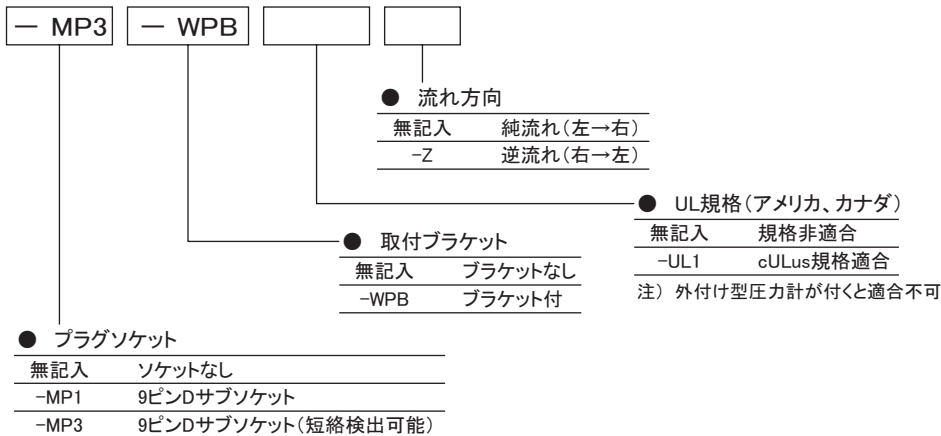 - MP3 - WPB
● 流れ方向
無記入 純流れ(左→右)
-Z 逆流れ(右→左)
● UL規格(アメリカ、カナダ)
無記入 規格非適合
-UL1 cULus規格適合
注) 外付け型圧力計が付くと適合不可
● 取付ブラケット
無記入 ブラケットなし
-WPB ブラケット付
● プラグソケット
無記入 ソケットなし
-MP1 9ピンDサブソケット
-MP3 9ピンDサブソケット(短絡検出可能)